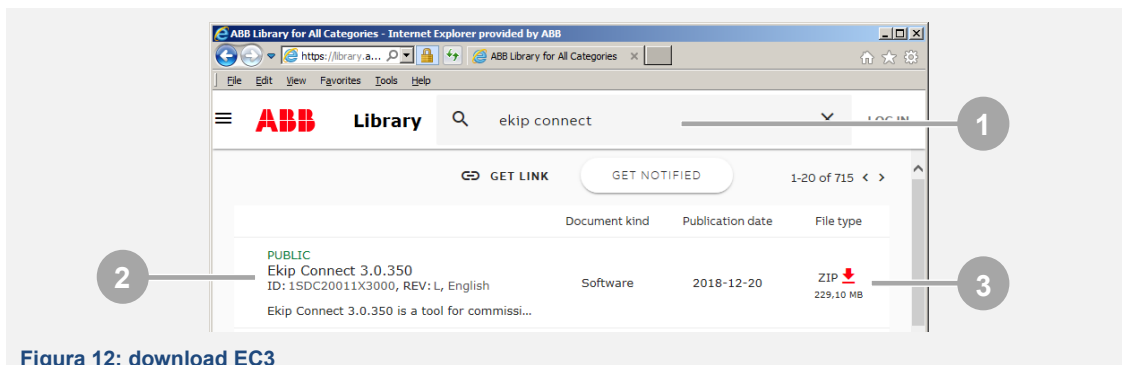 ABB Library for All Categories - Internet Explorer provided by ABB
https://library.a... ABB Library for All Categories
File Edit View Favorites Tools Help
ABB Library ekip connect LOG IN
1
GET LINK GET NOTIFIED 1-20 of 715
Document kind Publication date File type
PUBLIC
Ekip Connect 3.0.350
ID: 1SDC20011X3000, REV: L, English Software 2018-12-20 ZIP
229,10 MB
Ekip Connect 3.0.350 is a tool for commissi...
2
3
Figura 12: download EC3